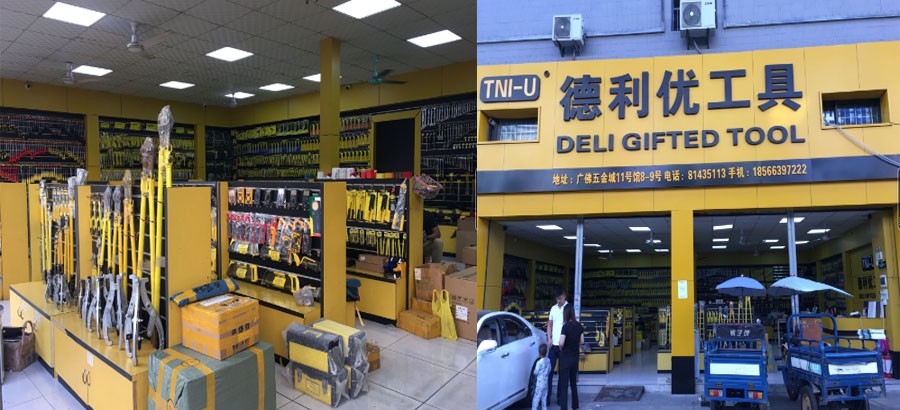 TNI-U
德利优工具
DELI GIFTED TOOL
地址：广佛五金城11号馆8-9号 电话：81435113 手机：18566397222